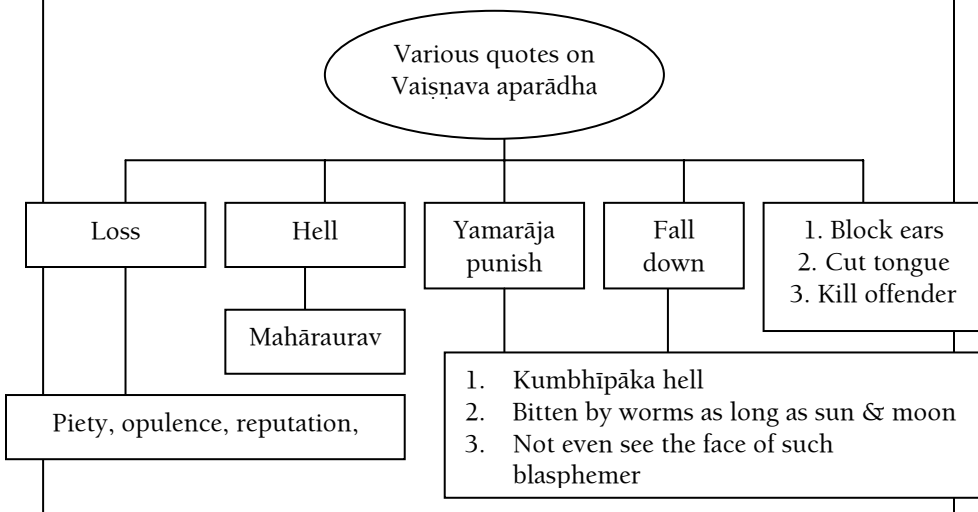 Various quotes on
Vaiṣṇava aparādha
Loss
Hell
Yamarāja
punish
Fall
down
1. Block ears
2. Cut tongue
3. Kill offender
Mahāraurav
Piety, opulence, reputation,
1. Kumbhīpāka hell
2. Bitten by worms as long as sun & moon
3. Not even see the face of such
blasphemer